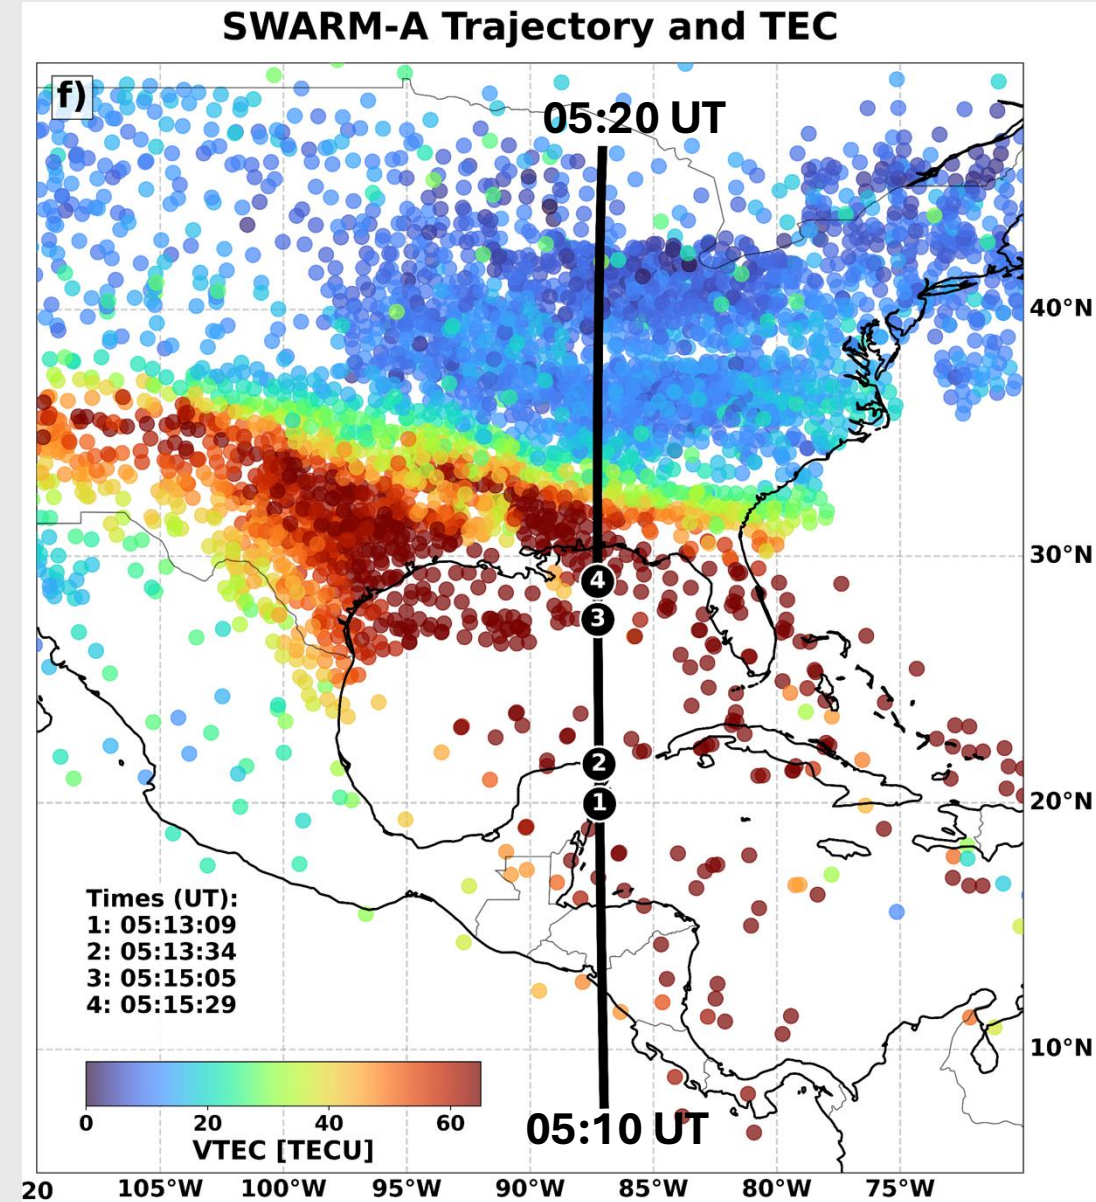 SWARM-A Trajectory and TEC
f)
05:20 UT
40°N
30°N
4
3
2
1
20°N
Times (UT):
1: 05:13:09
2: 05:13:34
3: 05:15:05
4: 05:15:29
10°N
0 20 40 60
VTEC [TECU]
05:10 UT
20 105°W 100°W 95°W 90°W 85°W 80°W 75°W